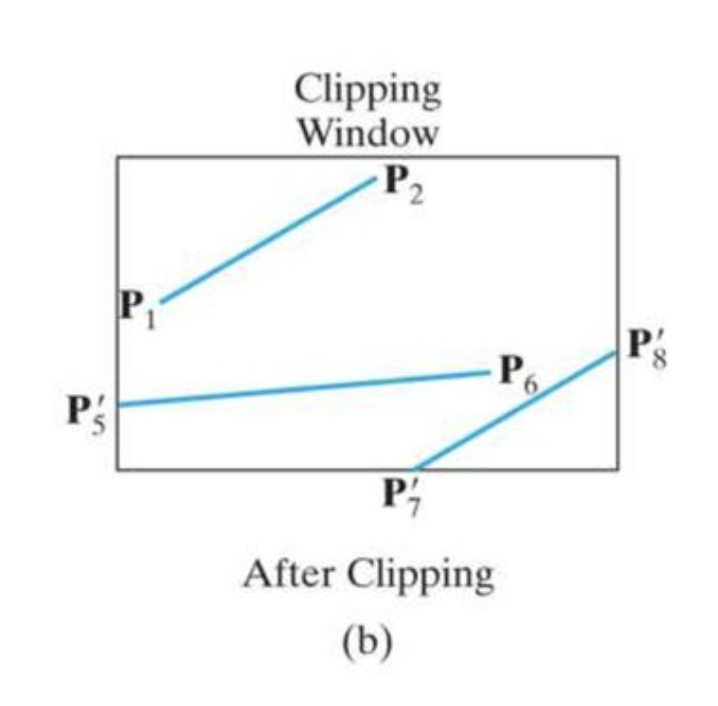 Clipping
Window
P₂
P₁
P′₈
P₆
P′₅
P′₇
After Clipping
(b)